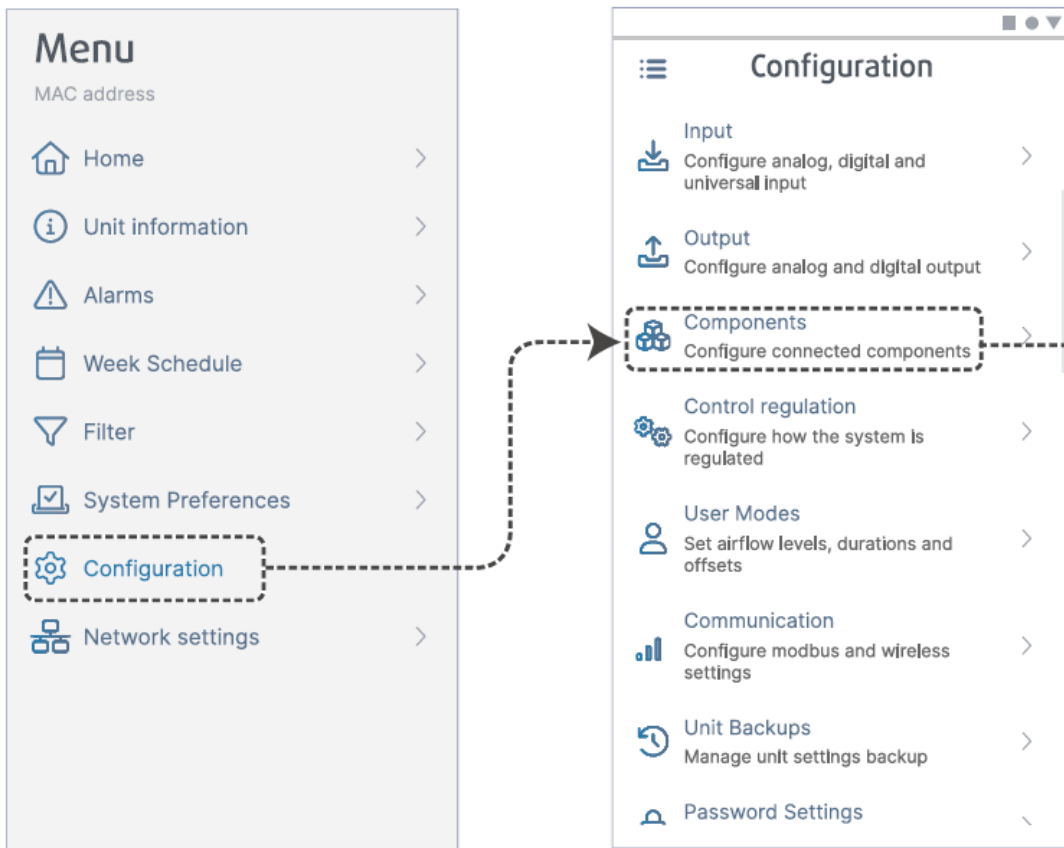 Menu
MAC address
Home
Unit information
Alarms
Week Schedule
Filter
System Preferences
Configuration
Network settings
Configuration
Input
Configure analog, digital and
universal input
Output
Configure analog and digital output
Components
Configure connected components
Control regulation
Configure how the system is
regulated
User Modes
Set airflow levels, durations and
offsets
Communication
Configure modbus and wireless
settings
Unit Backups
Manage unit settings backup
Password Settings